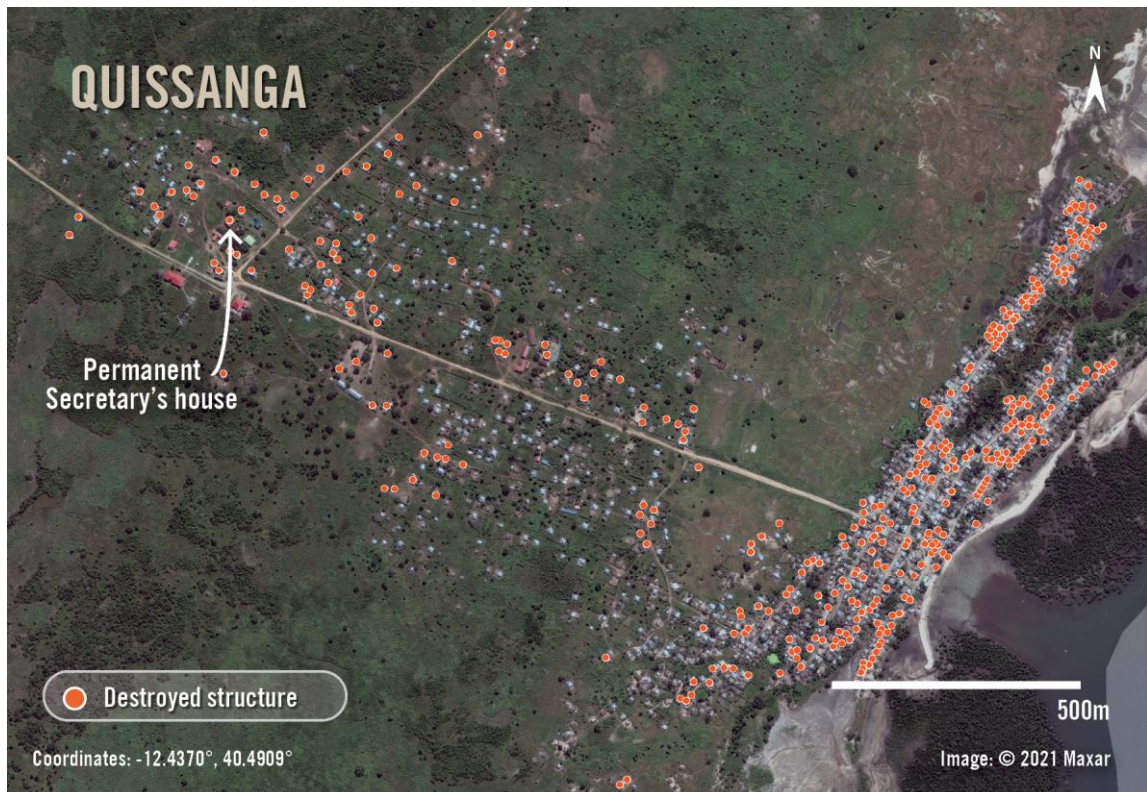 QUISSANGA
N
Permanent
Secretary's house
Destroyed structure
500m
Coordinates: -12.4370°, 40.4909°
Image: © 2021 Maxar